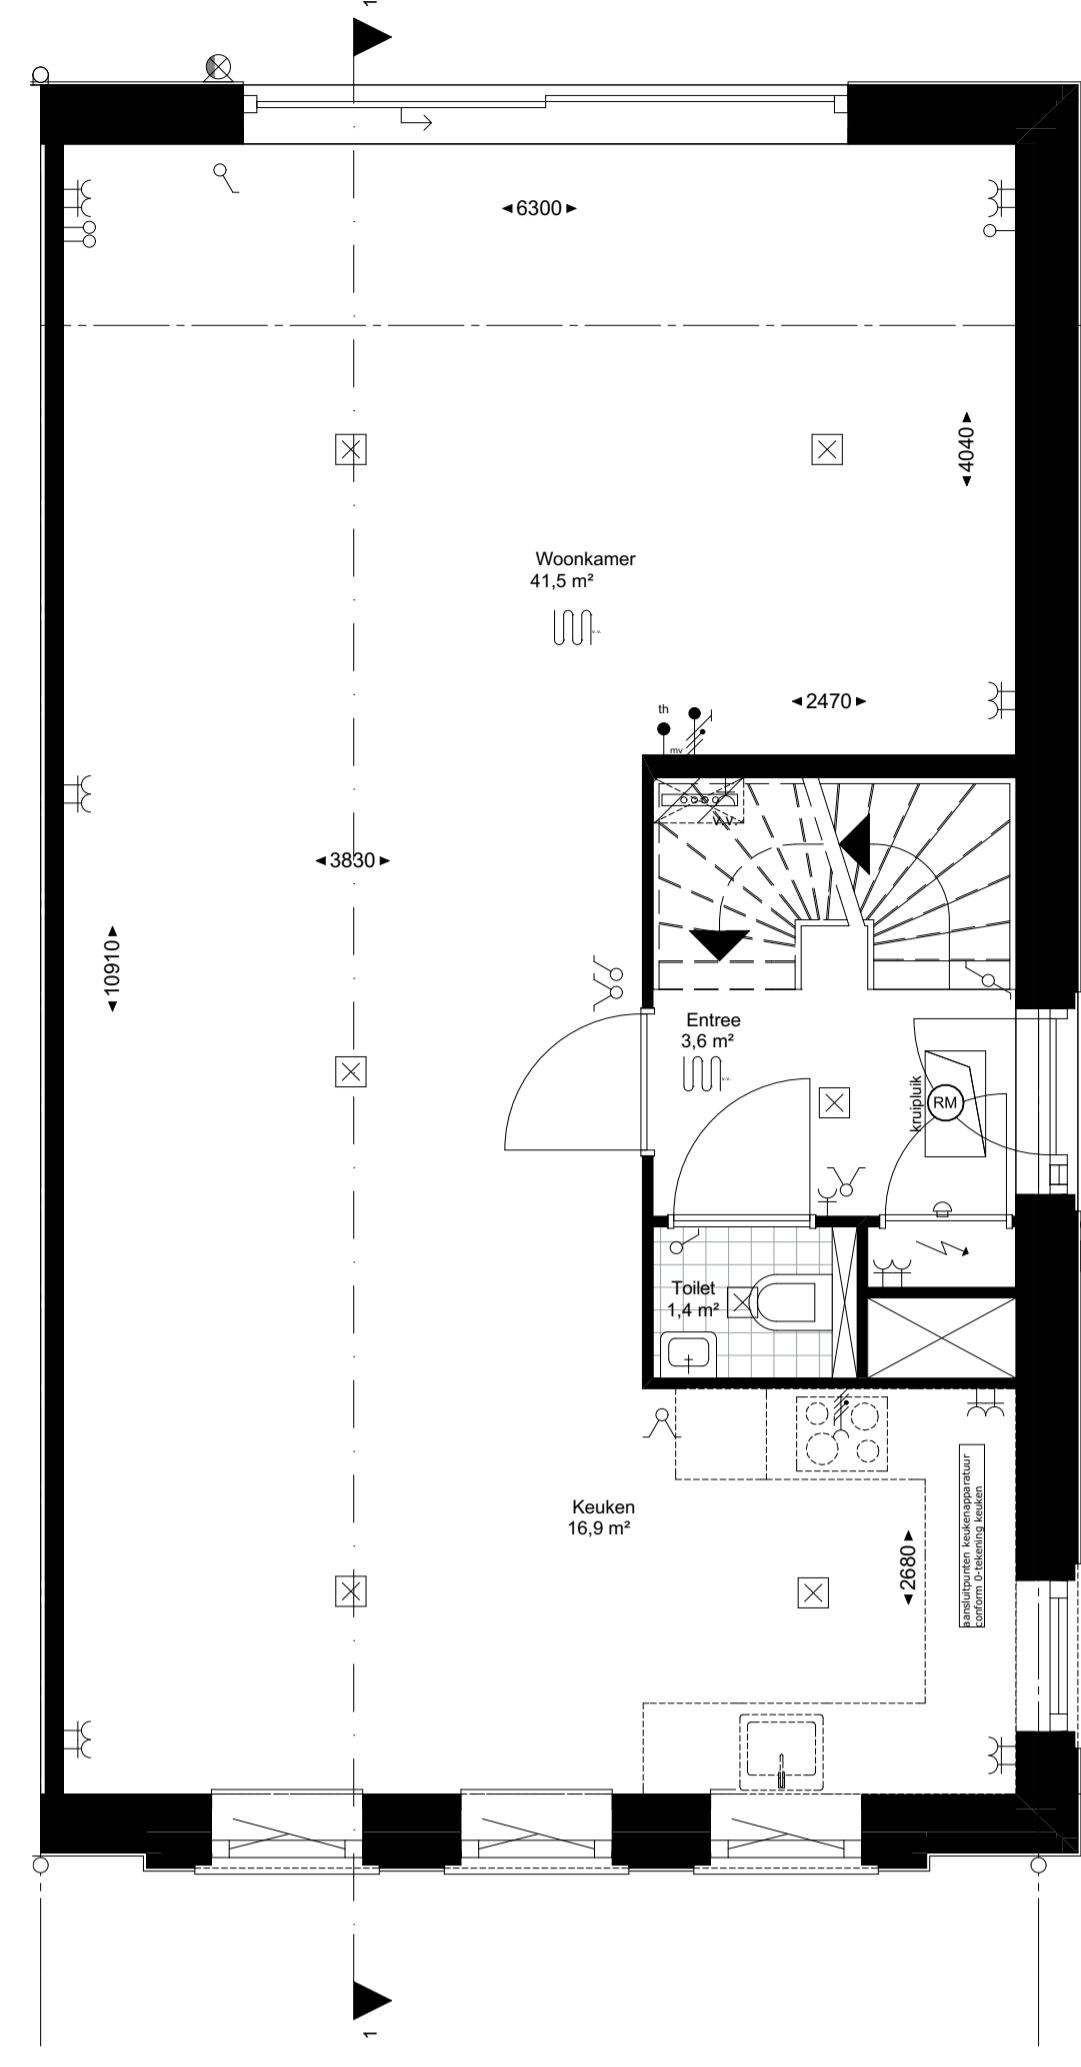 1
6300
4040
Woonkamer
41,5 m²
v.v.
2470
th
mv
v.v.
3830
10910
Entree
3,6 m²
v.v.
kruipluik
RM
Toilet
1,4 m²
Keuken
16,9 m²
2680
aansluitpunten keukenapparatuur
conform 0-tekening keuken
1